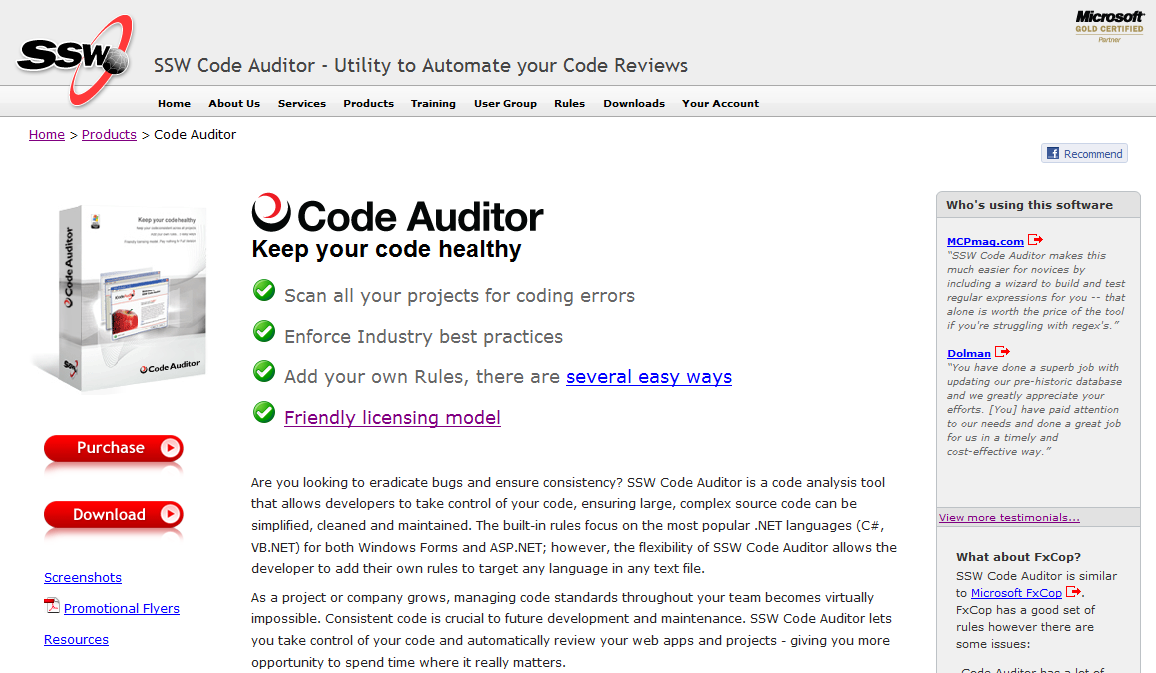 SSW
Microsoft
GOLD CERTIFIED
Partner
SSW Code Auditor - Utility to Automate your Code Reviews
Home About Us Services Products Training User Group Rules Downloads Your Account
Home > Products > Code Auditor
Recommend
Keep your codehealthy
Code Auditor
SSW
Code Auditor
Purchase
Download
Screenshots
Promotional Flyers
Resources
Code Auditor
Keep your code healthy
Scan all your projects for coding errors
Enforce Industry best practices
Add your own Rules, there are several easy ways
Friendly licensing model
Are you looking to eradicate bugs and ensure consistency? SSW Code Auditor is a code analysis tool
that allows developers to take control of your code, ensuring large, complex source code can be
simplified, cleaned and maintained. The built-in rules focus on the most popular .NET languages (C#,
VB.NET) for both Windows Forms and ASP.NET; however, the flexibility of SSW Code Auditor allows the
developer to add their own rules to target any language in any text file.
As a project or company grows, managing code standards throughout your team becomes virtually
impossible. Consistent code is crucial to future development and maintenance. SSW Code Auditor lets
you take control of your code and automatically review your web apps and projects - giving you more
opportunity to spend time where it really matters.
Who's using this software
MCPmag.com
"SSW Code Auditor makes this
much easier for novices by
including a wizard to build and test
regular expressions for you -- that
alone is worth the price of the tool
if you're struggling with regex's."
Dolman
"You have done a superb job with
updating our pre-historic database
and we greatly appreciate your
efforts. [You] have paid attention
to our needs and done a great job
for us in a timely and
cost-effective way."
View more testimonials...
What about FxCop?
SSW Code Auditor is similar
to Microsoft FxCop.
FxCop has a good set of
rules however there are
some issues:
Code Auditor has a lot of